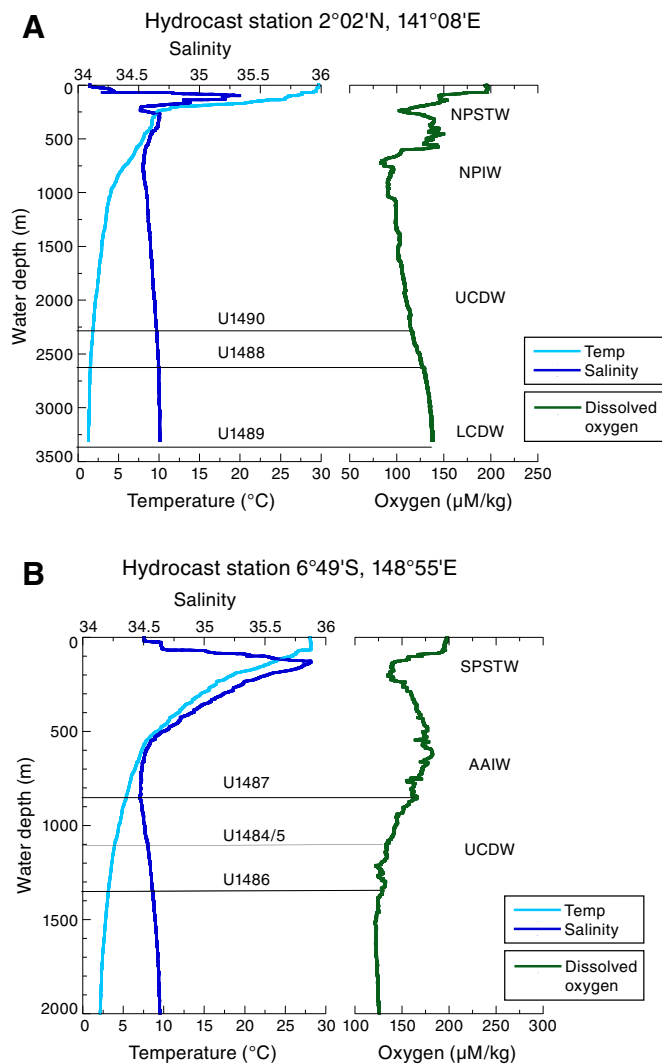 A
Hydrocast station 2°02'N, 141°08'E
Salinity
34 34.5 35 35.5 36
0
500
1000
1500
2000
2500
3000
3500
Water depth (m)
NPSTW
NPIW
UCDW
LCDW
U1490
U1488
U1489
Temp
Salinity
Dissolved
oxygen
0 5 10 15 20 25 30
50 100 150 200 250
Temperature (°C)
Oxygen (µM/kg)
B
Hydrocast station 6°49'S, 148°55'E
Salinity
34 34.5 35 35.5 36
0
500
1000
1500
2000
Water depth (m)
SPSTW
AAIW
UCDW
U1487
U1484/5
U1486
Temp
Salinity
Dissolved
oxygen
0 5 10 15 20 25 30
100 150 200 250 300
Temperature (°C)
Oxygen (µM/kg)